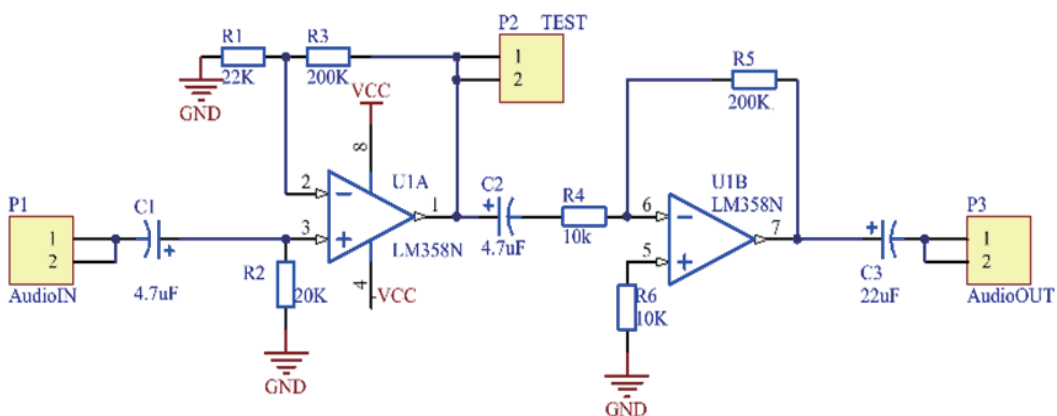 P2 TEST
1
2
R1
22K
R3
200K
GND
VCC
8
2
3
1
4
U1A
LM358N
-VCC
P1
1
2
AudioIN
C1
+
4.7uF
R2
20K
GND
C2
+
4.7uF
R4
10k
R5
200K
6
5
7
U1B
LM358N
R6
10K
GND
+
C3
22uF
P3
1
2
AudioOUT